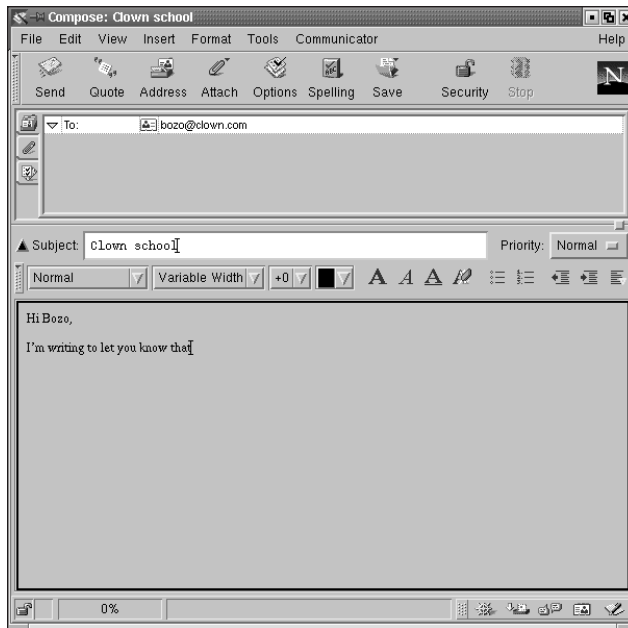 Compose: Clown school
File Edit View Insert Format Tools Communicator Help
Send Quote Address Attach Options Spelling Save Security Stop N
To: bozo@clown.com
Subject: Clown school Priority: Normal
Normal Variable Width +0 A A A
Hi Bozo,
I'm writing to let you know that
0%